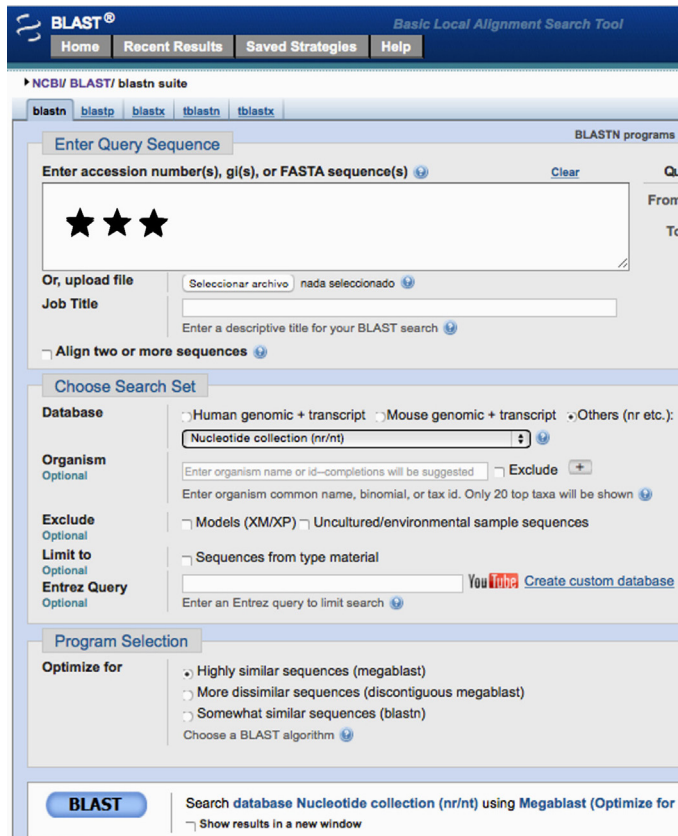 BLAST®
Basic Local Alignment Search Tool
Home Recent Results Saved Strategies Help
NCBI/ BLAST/ blastn suite
blastn blastp blastx tblastn tblastx
BLASTN programs
Enter Query Sequence
Enter accession number(s), gi(s), or FASTA sequence(s) Clear Qu
From
To
Or, upload file Seleccionar archivo nada seleccionado
Job Title
Enter a descriptive title for your BLAST search
Align two or more sequences
Choose Search Set
Database Human genomic + transcript Mouse genomic + transcript Others (nr etc.):
Nucleotide collection (nr/nt)
Organism
Optional
Enter organism name or id--completions will be suggested Exclude +
Enter organism common name, binomial, or tax id. Only 20 top taxa will be shown
Exclude Models (XM/XP) Uncultured/environmental sample sequences
Optional
Limit to Sequences from type material
Optional
Entrez Query YouTube Create custom database
Optional Enter an Entrez query to limit search
Program Selection
Optimize for Highly similar sequences (megablast)
More dissimilar sequences (discontiguous megablast)
Somewhat similar sequences (blastn)
Choose a BLAST algorithm
BLAST Search database Nucleotide collection (nr/nt) using Megablast (Optimize for
Show results in a new window